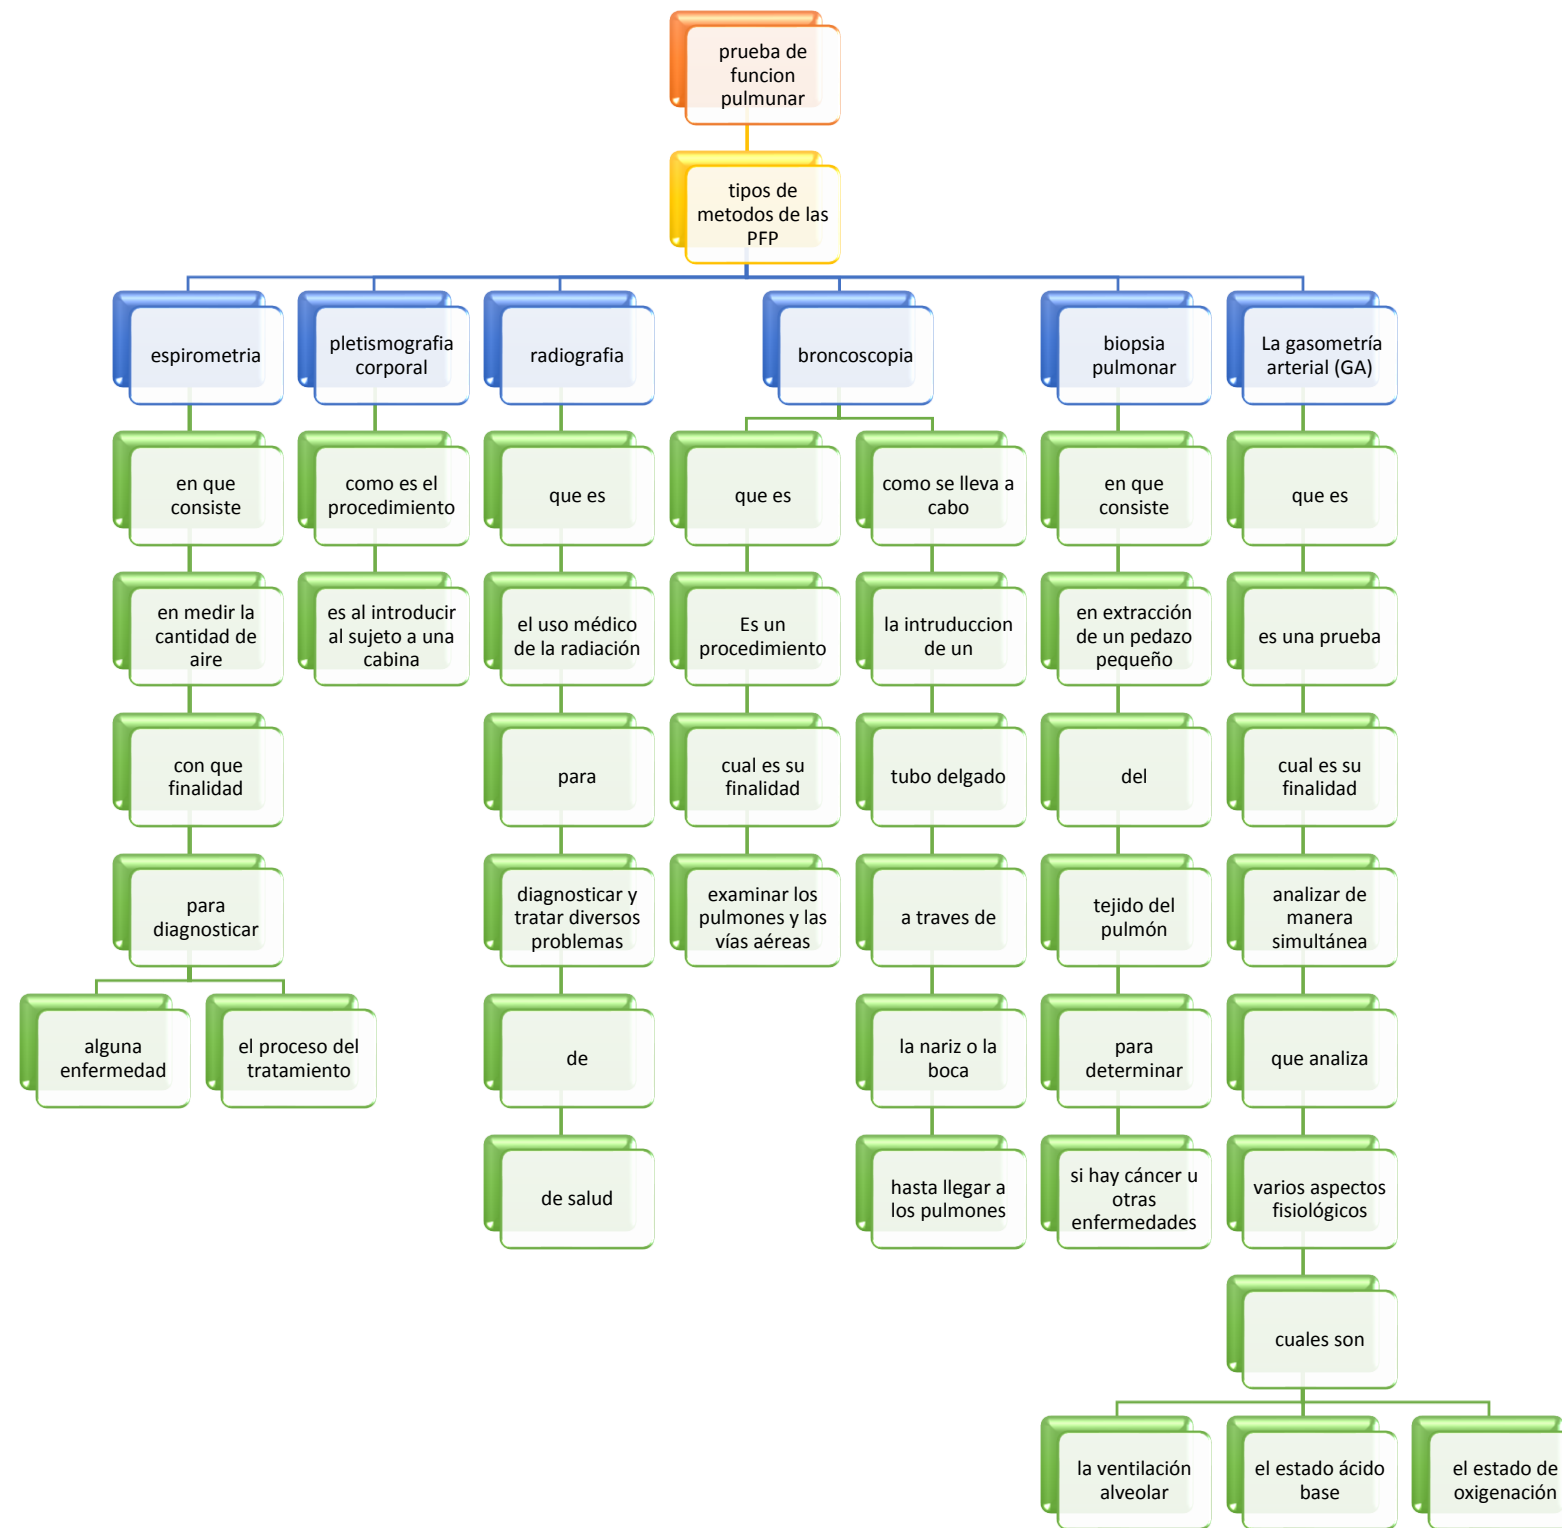 prueba de
funcion
pulmunar
tipos de
metodos de las
PFP
espirometria
pletismografia
corporal
radiografia
broncoscopia
biopsia
pulmonar
La gasometría
arterial (GA)
en que
consiste
como es el
procedimiento
que es
que es
como se lleva a
cabo
en que
consiste
que es
en medir la
cantidad de
aire
es al introducir
al sujeto a una
cabina
el uso médico
de la radiación
Es un
procedimiento
la intruduccion
de un
en extracción
de un pedazo
pequeño
es una prueba
con que
finalidad
para
cual es su
finalidad
tubo delgado
del
cual es su
finalidad
para
diagnosticar
diagnosticar y
tratar diversos
problemas
examinar los
pulmones y las
vías aéreas
a traves de
tejido del
pulmón
analizar de
manera
simultánea
alguna
enfermedad
el proceso del
tratamiento
de
la nariz o la
boca
para
determinar
que analiza
de salud
hasta llegar a
los pulmones
si hay cáncer u
otras
enfermedades
varios aspectos
fisiológicos
cuales son
la ventilación
alveolar
el estado ácido
base
el estado de
oxigenación